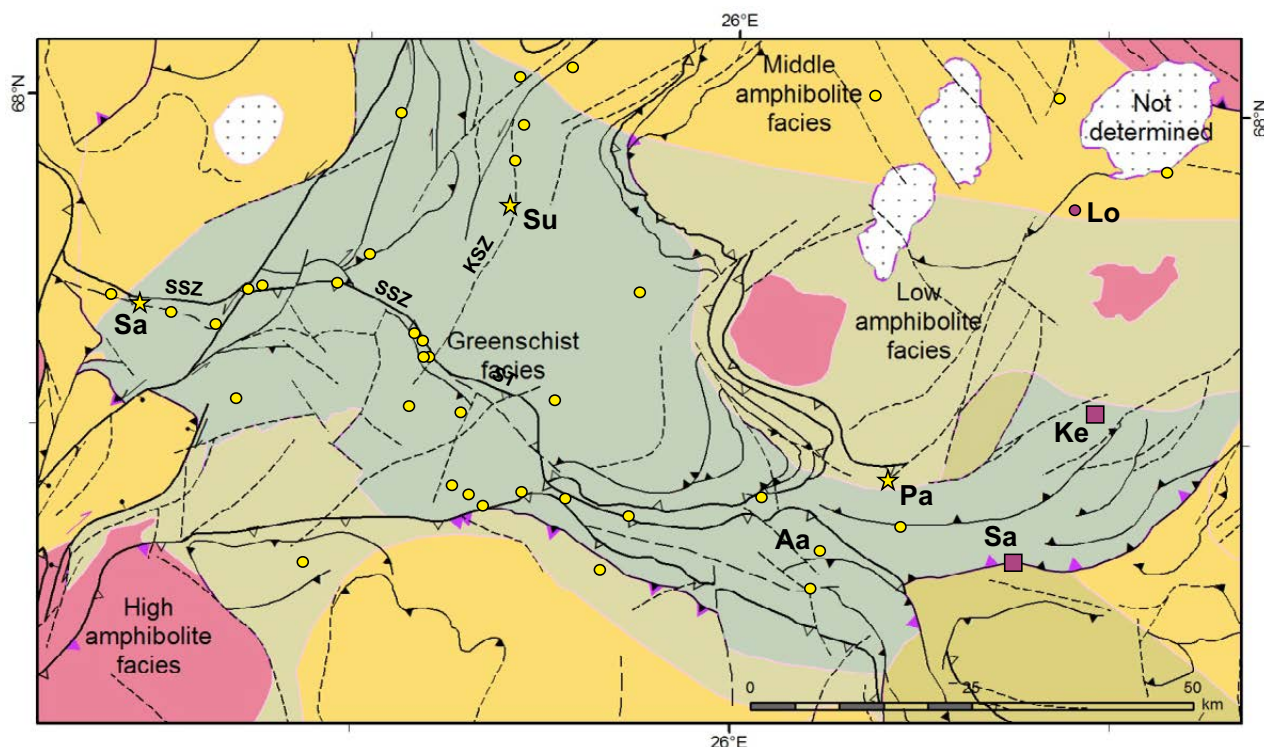 26°E
68°N
68°N
Middle
amphibolite
facies
Not
determined
Su
Lo
KSZ
SSZ
SSZ
Sa
Low
amphibolite
facies
Greenschist
facies
ST
Ke
Pa
Aa
Sa
High
amphibolite
facies
0 25 50
km
26°E